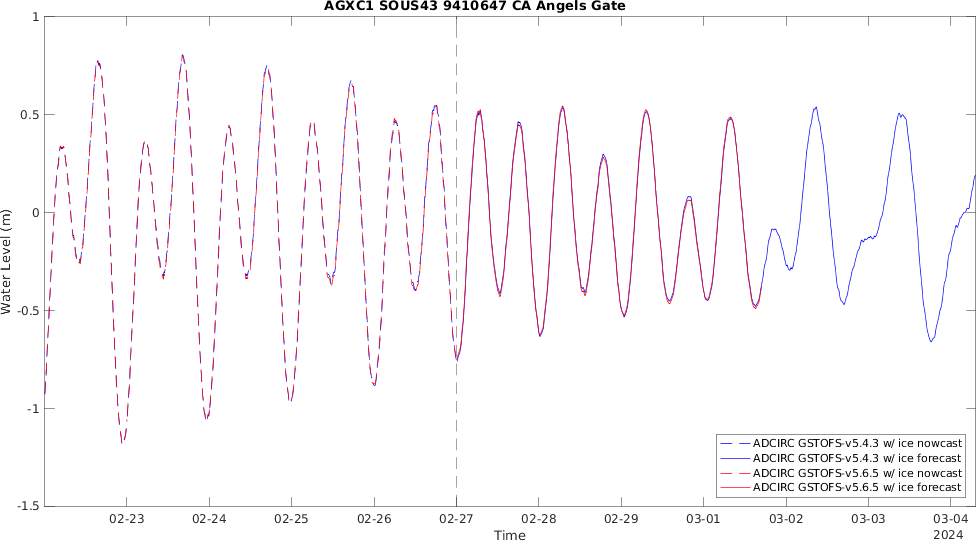 AGXC1 SOUS43 9410647 CA Angels Gate
1
0.5
0
-0.5
-1
-1.5
Water Level (m)
02-23 02-24 02-25 02-26 02-27 02-28 02-29 03-01 03-02 03-03 03-04
2024
Time
ADCIRC GSTOFS-v5.4.3 w/ ice nowcast
ADCIRC GSTOFS-v5.4.3 w/ ice forecast
ADCIRC GSTOFS-v5.6.5 w/ ice nowcast
ADCIRC GSTOFS-v5.6.5 w/ ice forecast